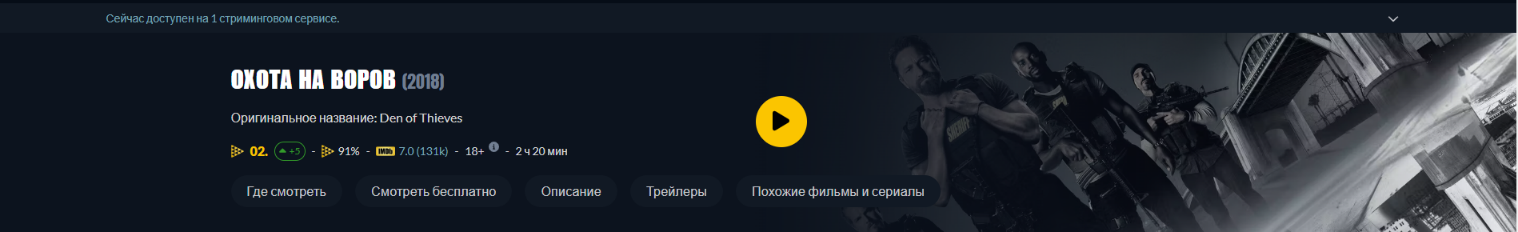 Сейчас доступен на 1 стриминговом сервисе.
ОХОТА НА ВОРОВ (2018)
Оригинальное название: Den of Thieves
02. +5 - 91% - IMDb 7.0 (131k) - 18+ - 2 ч 20 мин
Где смотреть Смотреть бесплатно Описание Трейлеры Похожие фильмы и сериалы
SHERIFF